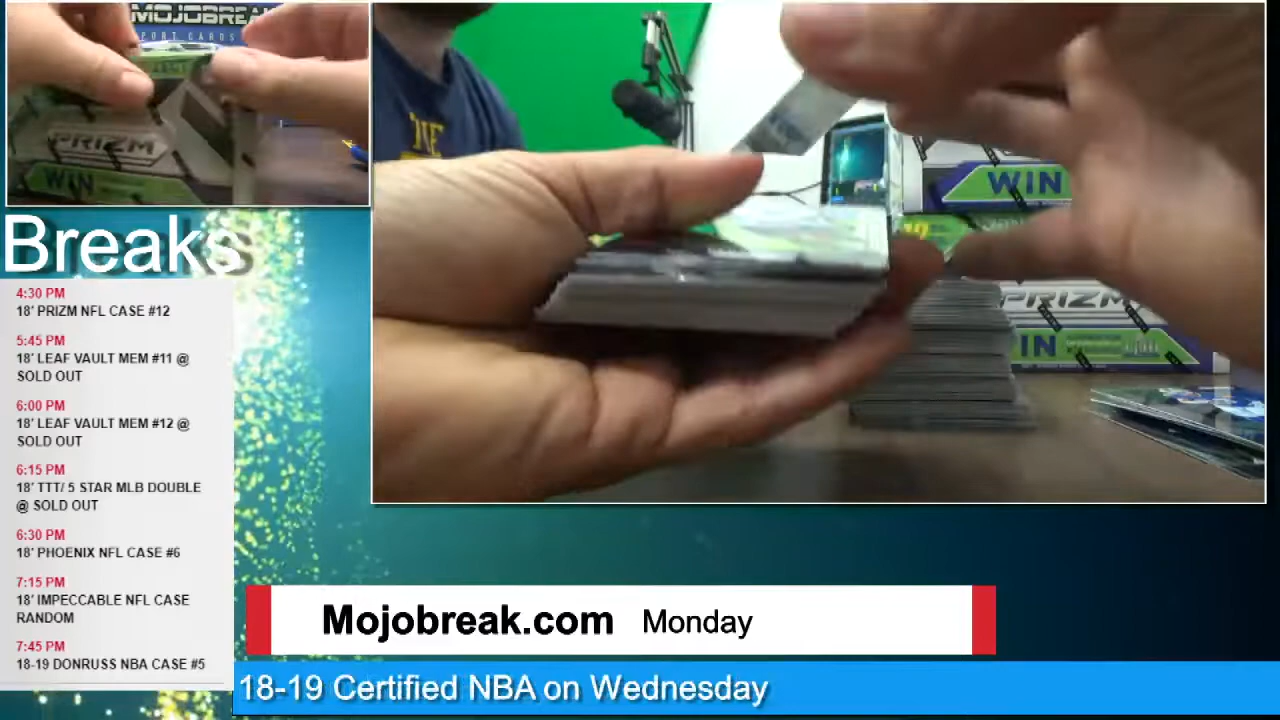 MOJOBREAK
PORT CARDS
PRIZM
WIN
Breaks
4:30 PM
18' PRIZM NFL CASE #12
5:45 PM
18' LEAF VAULT MEM #11 @
SOLD OUT
6:00 PM
18' LEAF VAULT MEM #12 @
SOLD OUT
6:15 PM
18' TTT/ 5 STAR MLB DOUBLE
@ SOLD OUT
6:30 PM
18' PHOENIX NFL CASE #6
7:15 PM
18' IMPECCABLE NFL CASE
RANDOM
7:45 PM
18-19 DONRUSS NBA CASE #5
WIN
PRIZM
WIN
Mojobreak.com Monday
18-19 Certified NBA on Wednesday